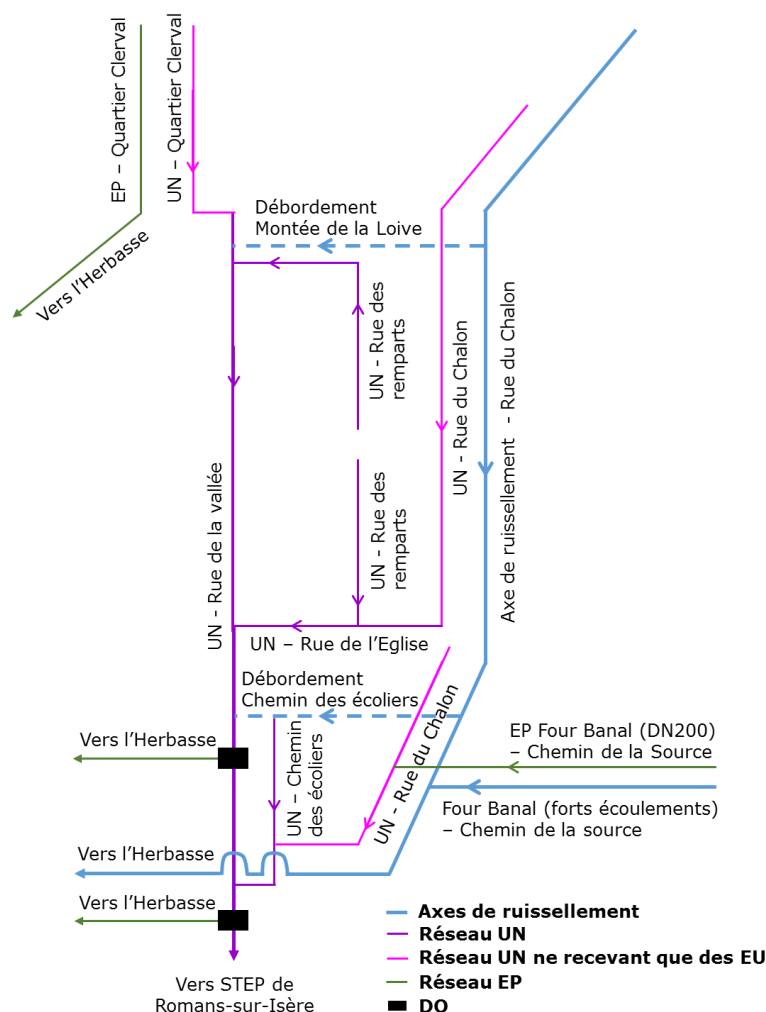 EP – Quartier Clerval
UN – Quartier Clerval
Vers l’Herbasse
Débordement
Montée de la Loive
UN - Rue des
remparts
UN - Rue du Chalon
Axe de ruissellement - Rue du Chalon
UN - Rue de la vallée
UN - Rue des
remparts
UN – Rue de l’Eglise
Débordement
Chemin des écoliers
UN – Chemin
des écoliers
UN - Rue du Chalon
EP Four Banal (DN200)
– Chemin de la Source
Vers l’Herbasse
Four Banal (forts écoulements)
– Chemin de la source
Vers l’Herbasse
Vers l’Herbasse
Vers STEP de
Romans-sur-Isère
Axes de ruissellement
Réseau UN
Réseau UN ne recevant que des EU
Réseau EP
DO